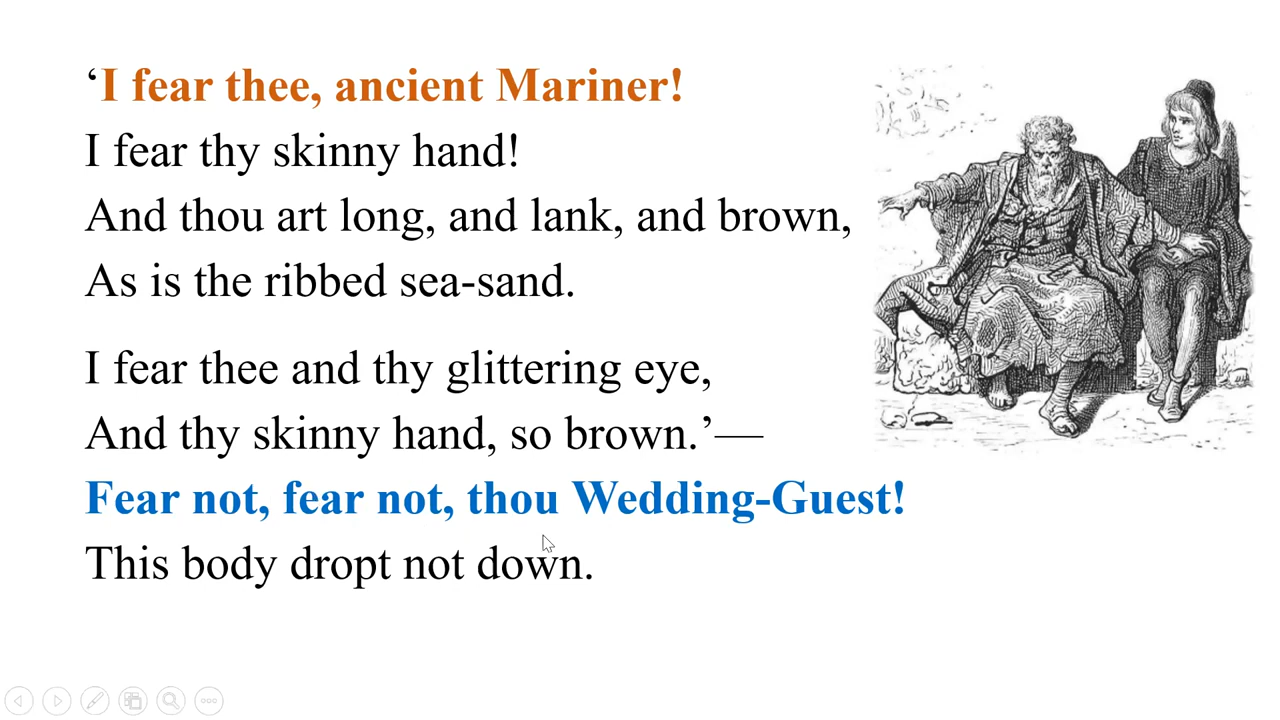 ‘I fear thee, ancient Mariner!
I fear thy skinny hand!
And thou art long, and lank, and brown,
As is the ribbed sea-sand.
I fear thee and thy glittering eye,
And thy skinny hand, so brown.’—
Fear not, fear not, thou Wedding-Guest!
This body dropt not down.